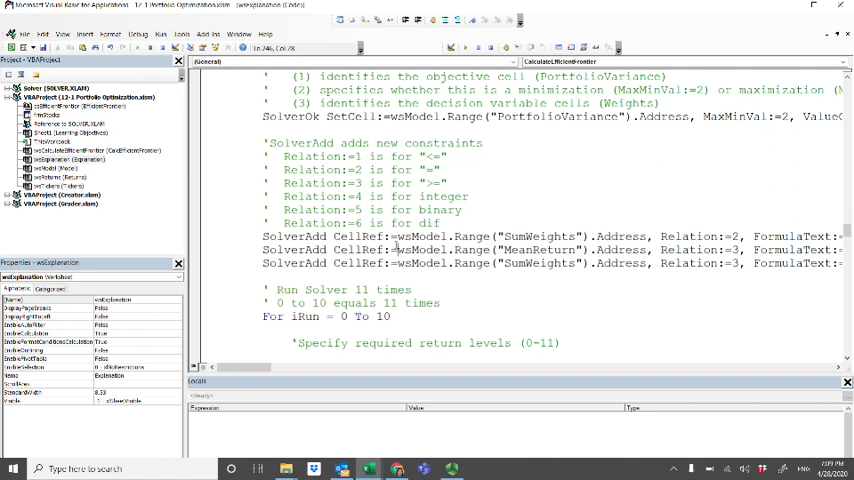 Microsoft Visual Basic for Applications - 12-1 Portfolio Optimization.xlsm - [wsExplanation (Code)]
File Edit View Insert Format Debug Run Tools Add-Ins Window Help
Ln 246, Col 28
Project - VBAProject
(General)
CalculateEfficientFrontier
Solver (SOLVER.XLAM)
VBAProject (12-1 Portfolio Optimization.xlsm)
csEfficientFrontier (EfficientFrontier)
frmStocks
Reference to SOLVER.XLAM
Sheet1 (Learning Objectives)
ThisWorkbook
wsCalculateEfficientFrontier (CalcEfficientFrontier)
wsExplanation (Explanation)
wsModel (Model)
wsReturns (Returns)
wsTickers (Tickers)
VBAProject (Creator.xlam)
VBAProject (Grader.xlam)
' (1) identifies the objective cell (PortfolioVariance)
' (2) specifies whether this is a minimization (MaxMinVal:=2) or maximization (M
' (3) identifies the decision variable cells (Weights)
SolverOk SetCell:=wsModel.Range("PortfolioVariance").Address, MaxMinVal:=2, ValueO
'SolverAdd adds new constraints
' Relation:=1 is for "<="
' Relation:=2 is for "="
' Relation:=3 is for ">="
' Relation:=4 is for integer
' Relation:=5 is for binary
' Relation:=6 is for dif
SolverAdd CellRef:=wsModel.Range("SumWeights").Address, Relation:=2, FormulaText:=
SolverAdd CellRef:=wsModel.Range("MeanReturn").Address, Relation:=3, FormulaText:=
SolverAdd CellRef:=wsModel.Range("SumWeights").Address, Relation:=3, FormulaText:=
' Run Solver 11 times
' 0 to 10 equals 11 times
For iRun = 0 To 10
'Specify required return levels (0-11)
Properties - wsExplanation
wsExplanation Worksheet
Alphabetic Categorized
(Name) wsExplanation
DisplayPageBreaks False
DisplayRightToLeft False
EnableAutoFilter False
EnableCalculation True
EnableFormatConditionsCalculation True
EnableOutlining False
EnablePivotTable False
EnableSelection 0 - xlNoRestrictions
Name Explanation
ScrollArea
StandardWidth 8.33
Visible -1 - xlSheetVisible
Locals
<Ready>
Expression Value Type
Type here to search
ENG
7:09 PM
4/28/2020